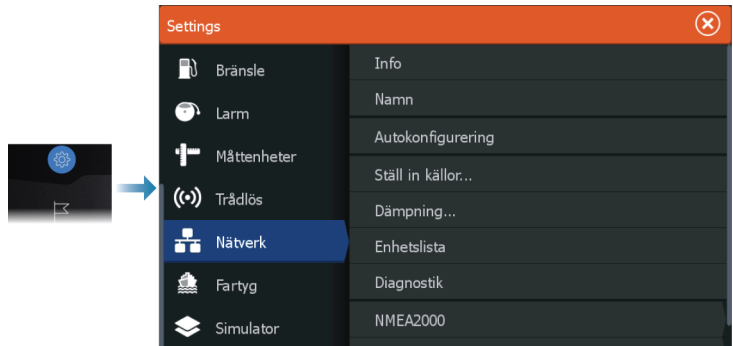 Settings
Bränsle
Larm
Måttenheter
Trådlös
Nätverk
Fartyg
Simulator
Info
Namn
Autokonfigurering
Ställ in källor...
Dämpning...
Enhetslista
Diagnostik
NMEA2000